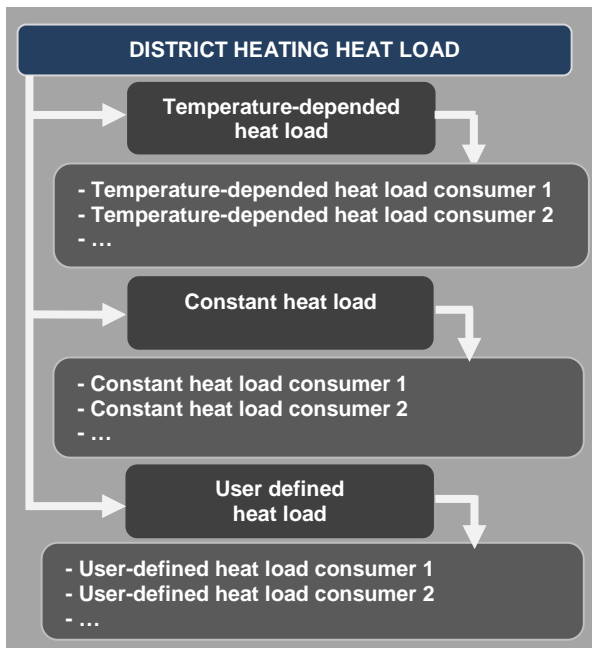 DISTRICT HEATING HEAT LOAD
Temperature-depended
heat load
- Temperature-depended heat load consumer 1
- Temperature-depended heat load consumer 2
- …
Constant heat load
- Constant heat load consumer 1
- Constant heat load consumer 2
- …
User defined
heat load
- User-defined heat load consumer 1
- User-defined heat load consumer 2
- …